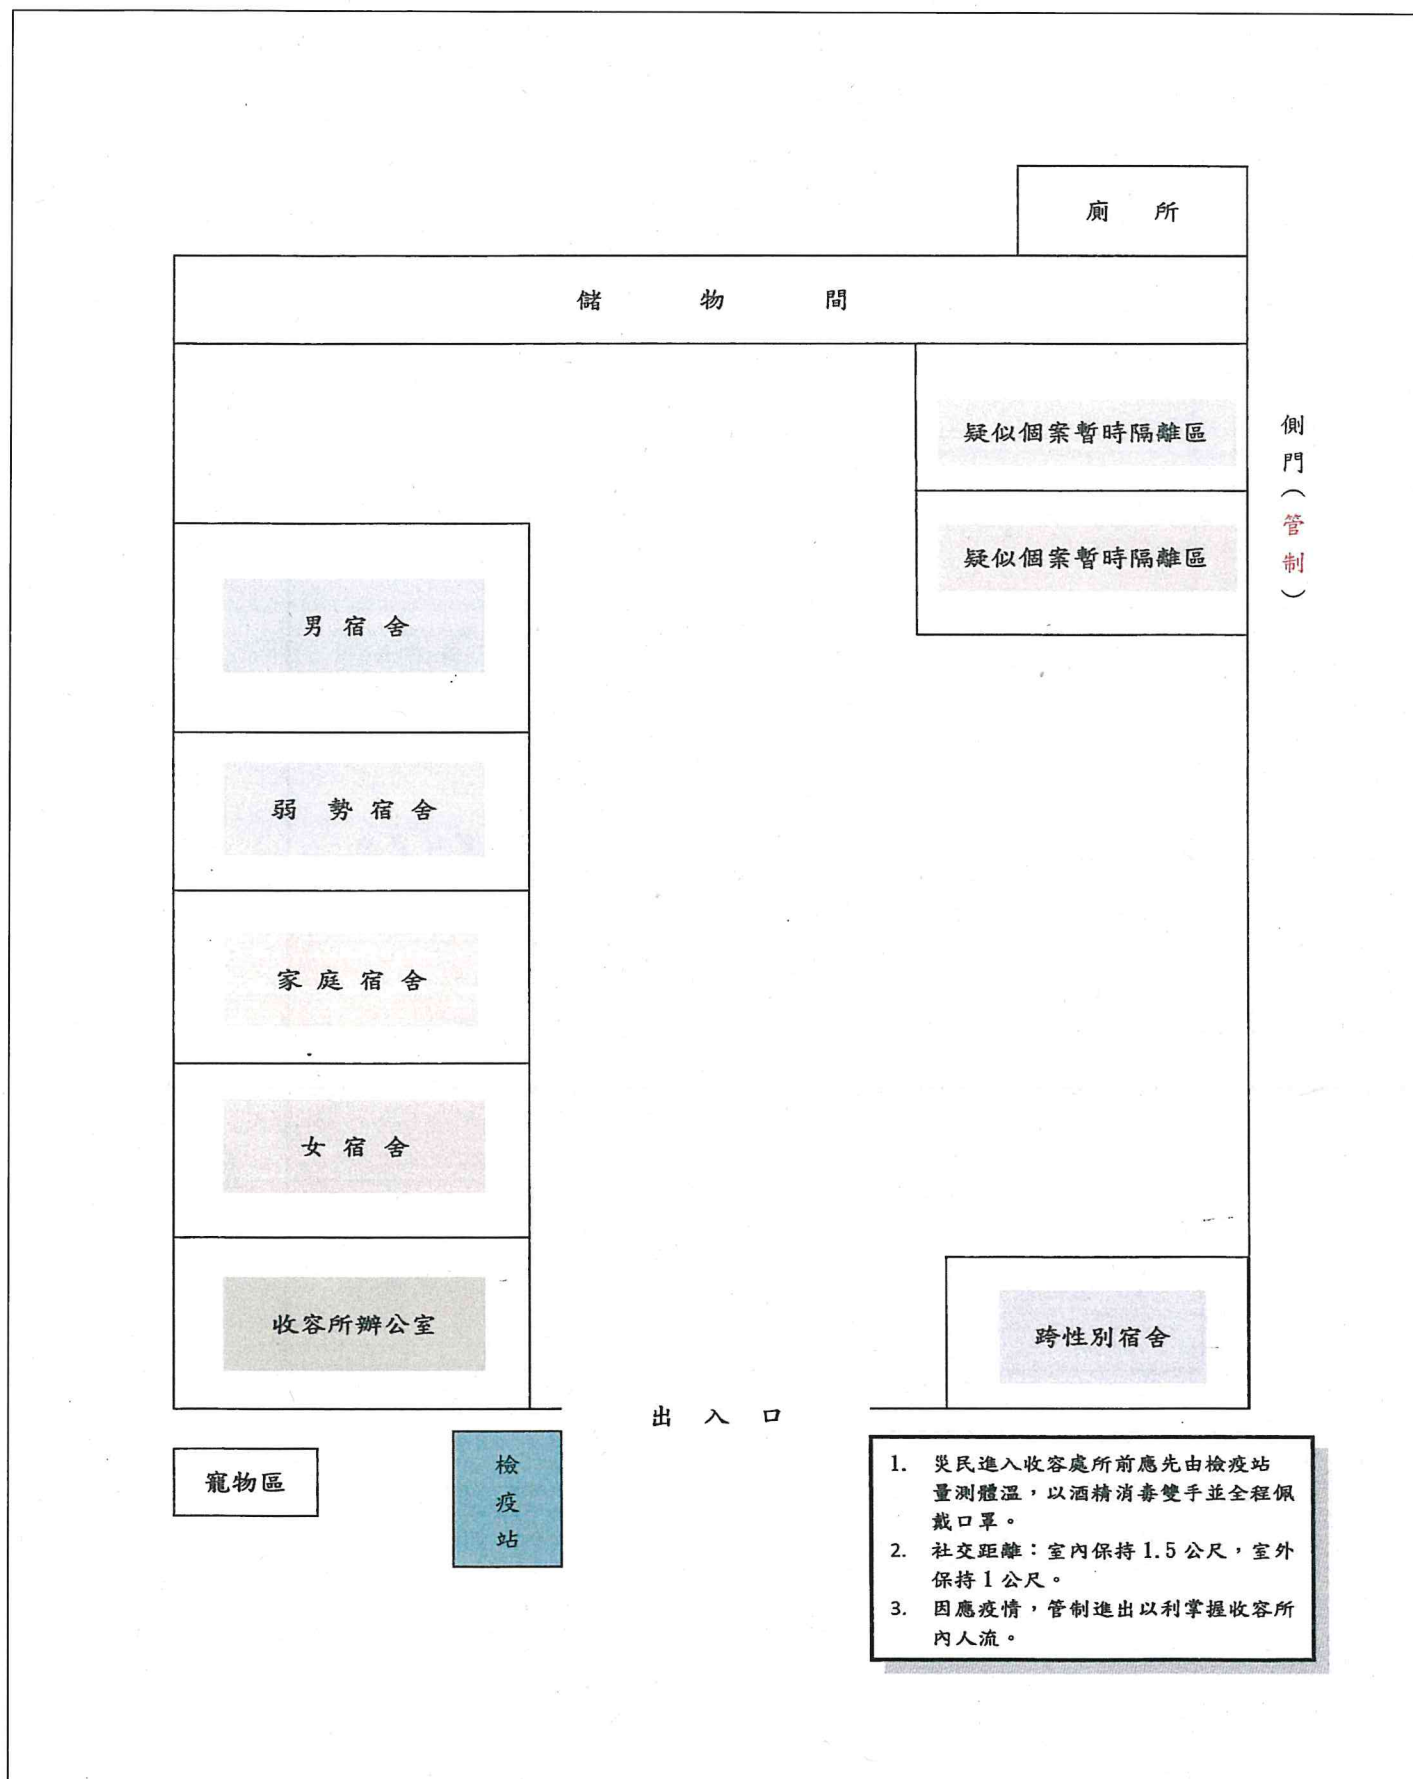 廁所
儲物間
疑似個案暫時隔離區
側門（管制）
疑似個案暫時隔離區
男宿舍
弱勢宿舍
家庭宿舍
女宿舍
收容所辦公室
跨性別宿舍
出入口
寵物區
檢疫站
1. 災民進入收容處所前應先由檢疫站
量測體溫，以酒精消毒雙手並全程佩
戴口罩。
2. 社交距離：室內保持 1.5 公尺，室外
保持 1 公尺。
3. 因應疫情，管制進出以利掌握收容所
內人流。